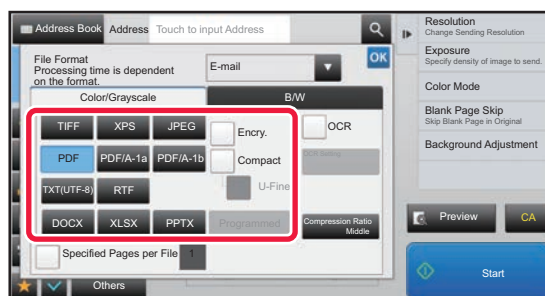 Address Book Address Touch to input Address
File Format
Processing time is dependent
on the format.
E-mail
OK
Color/Grayscale B/W
TIFF XPS JPEG Encry. OCR
PDF PDF/A-1a PDF/A-1b Compact
TXT(UTF-8) RTF U-Fine
DOCX XLSX PPTX Programmed Compression Ratio
Middle
Specified Pages per File 1
Others
Resolution
Change Sending Resolution
Exposure
Specify density of image to send.
Color Mode
Blank Page Skip
Skip Blank Page in Original
Background Adjustment
Preview CA
Start